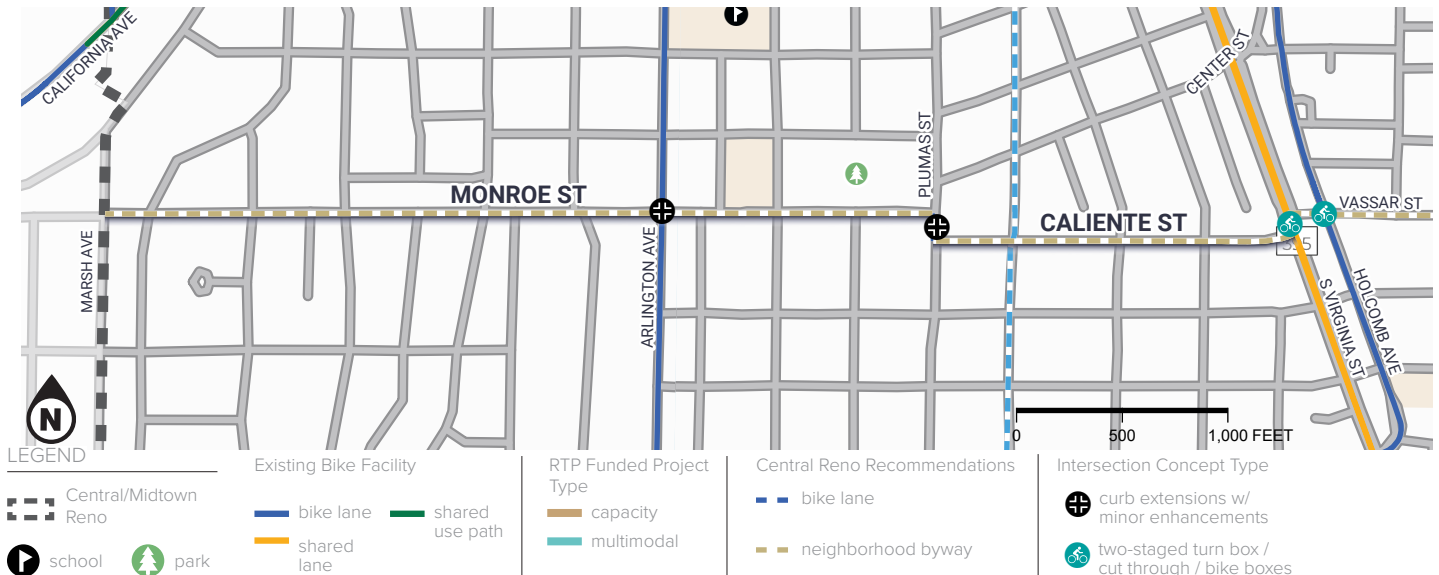 CALIFORNIA AVE
CENTER ST
PLUMAS ST
MONROE ST
VASSAR ST
CALIENTE ST
MARSH AVE
ARLINGTON AVE
S VIRGINIA ST
HOLCOMB AVE
N
0 500 1,000 FEET
LEGEND
Central/Midtown
Reno
school
park
Existing Bike Facility
bike lane
shared
lane
shared
use path
RTP Funded Project
Type
capacity
multimodal
Central Reno Recommendations
bike lane
neighborhood byway
Intersection Concept Type
curb extensions w/
minor enhancements
two-staged turn box /
cut through / bike boxes